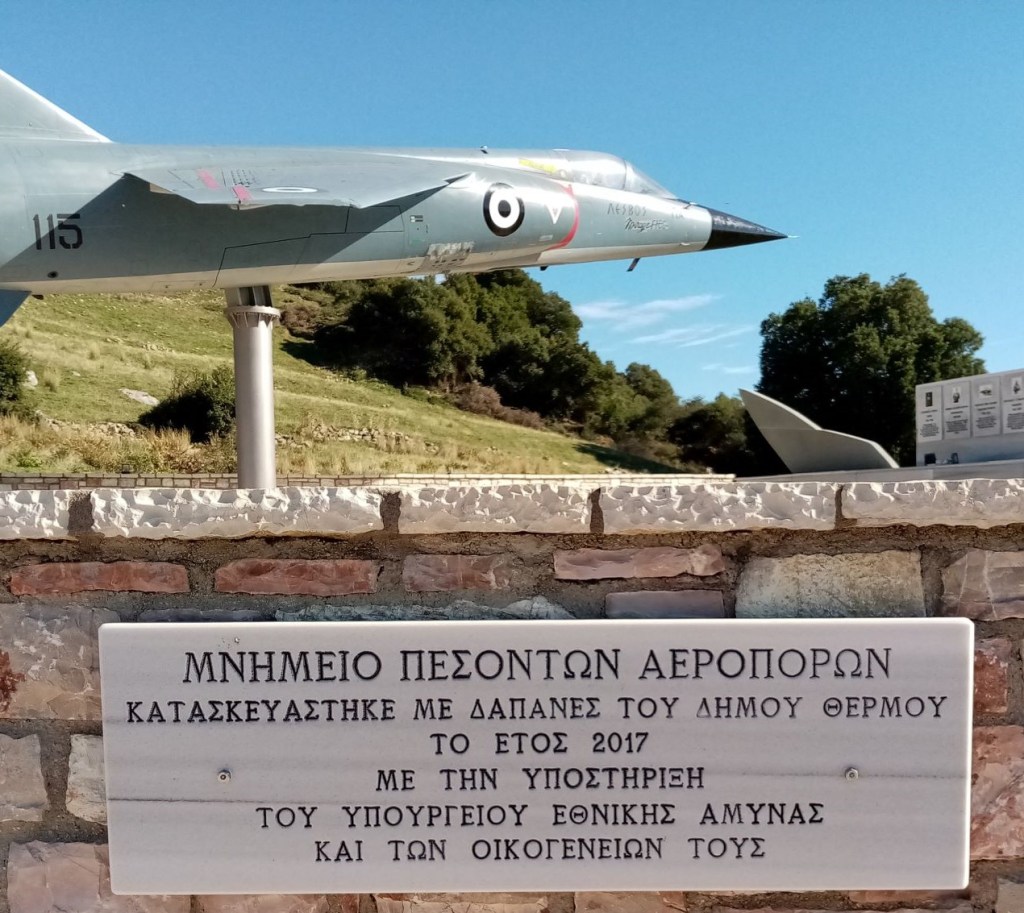 115
ΛΕSBOS
ΜΝΗΜΕΙΟ ΠΕΣΟΝΤΩΝ ΑΕΡΟΠΟΡΩΝ
ΚΑΤΑΣΚΕΥΑΣΤΗΚΕ ΜΕ ΔΑΠΑΝΕΣ ΤΟΥ ΔΗΜΟΥ ΘΕΡΜΟΥ
ΤΟ ΕΤΟΣ 2017
ΜΕ ΤΗΝ ΥΠΟΣΤΗΡΙΞΗ
ΤΟΥ ΥΠΟΥΡΓΕΙΟΥ ΕΘΝΙΚΗΣ ΑΜΥΝΑΣ
ΚΑΙ ΤΩΝ ΟΙΚΟΓΕΝΕΙΩΝ ΤΟΥΣ